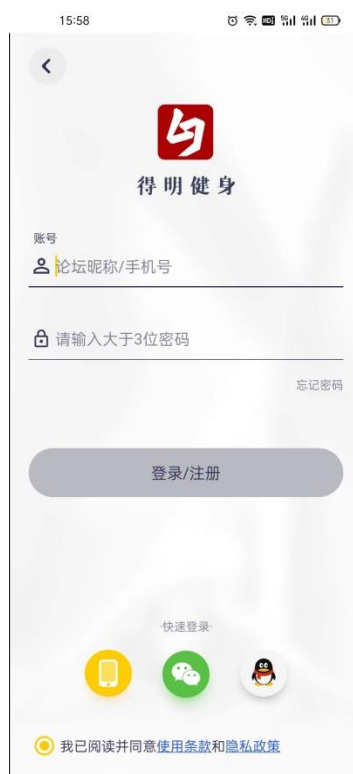 15:58
得明健身
账号
论坛昵称/手机号
请输入大于3位密码
忘记密码
登录/注册
·快速登录·
我已阅读并同意使用条款和隐私政策